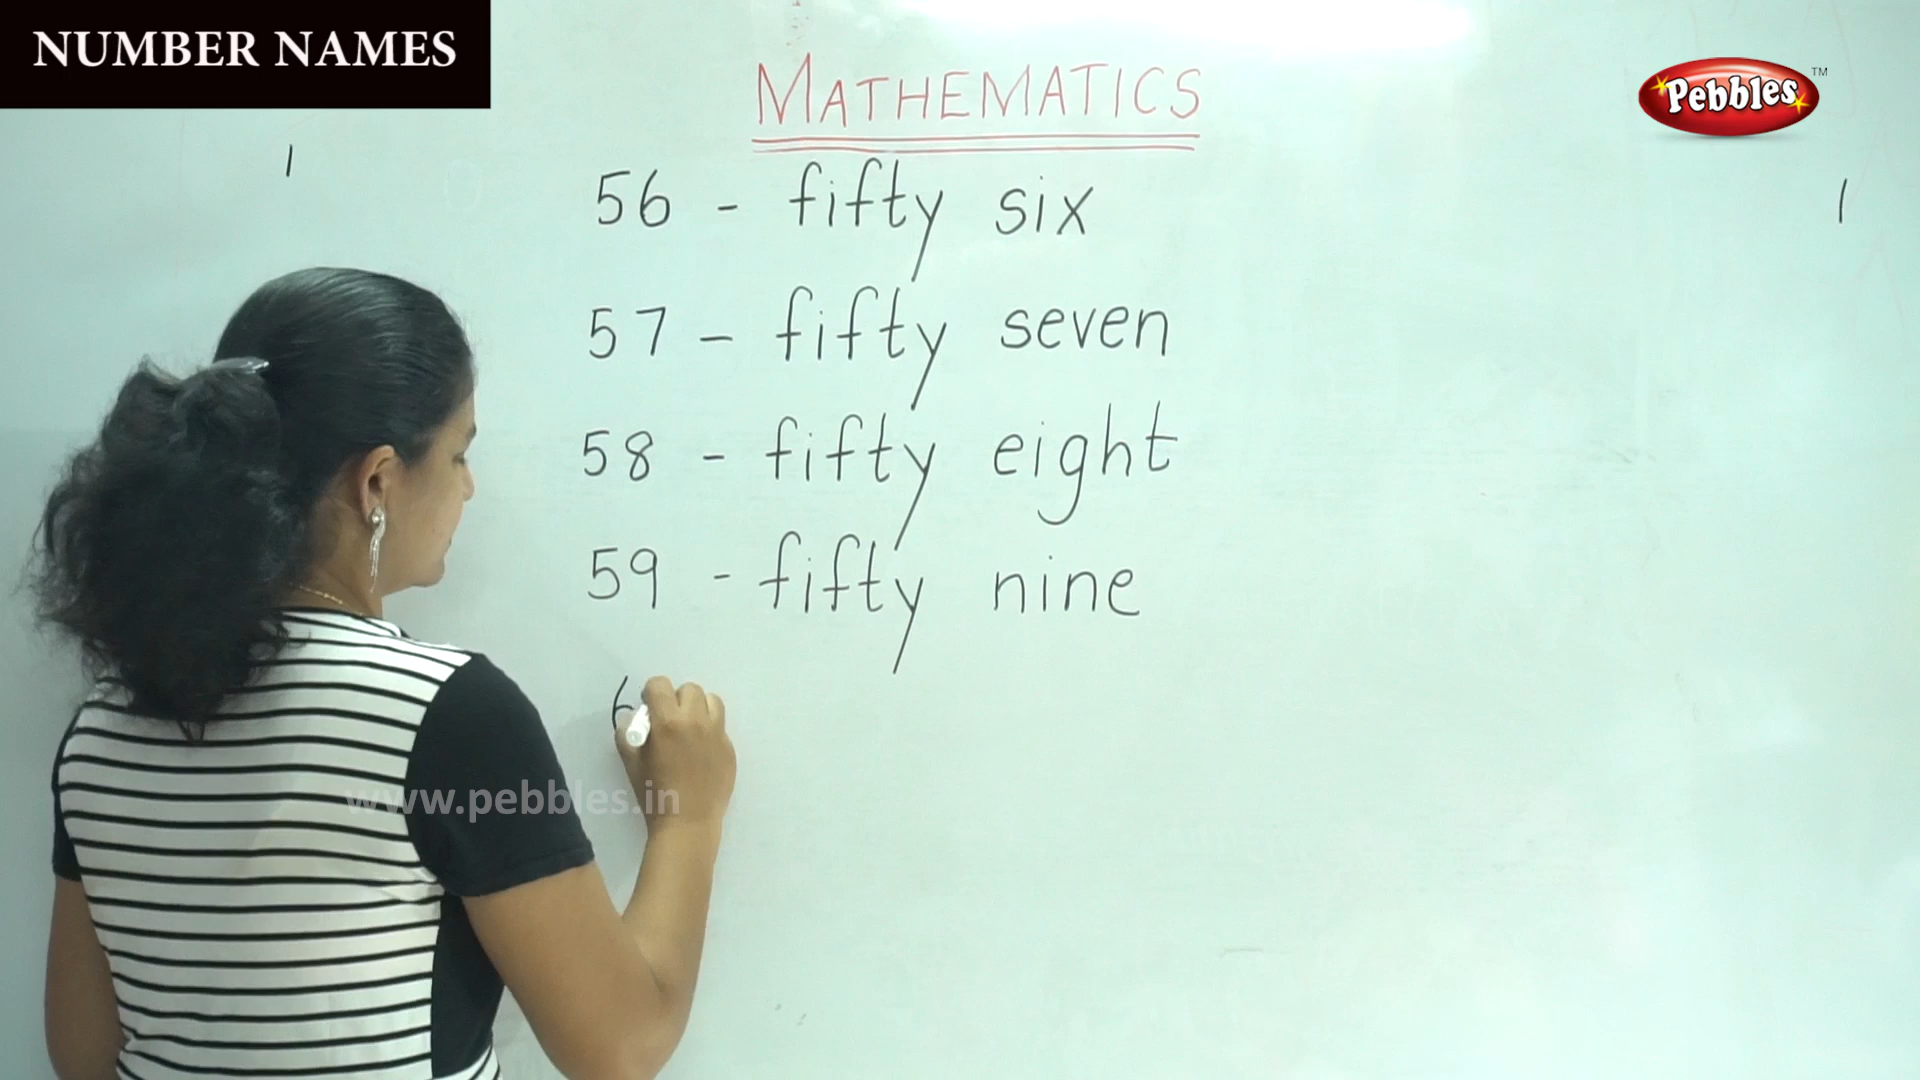 NUMBER NAMES
MATHEMATICS
Pebbles TM
56 - fifty six
57 - fifty seven
58 - fifty eight
59 - fifty nine
6
www.pebbles.in